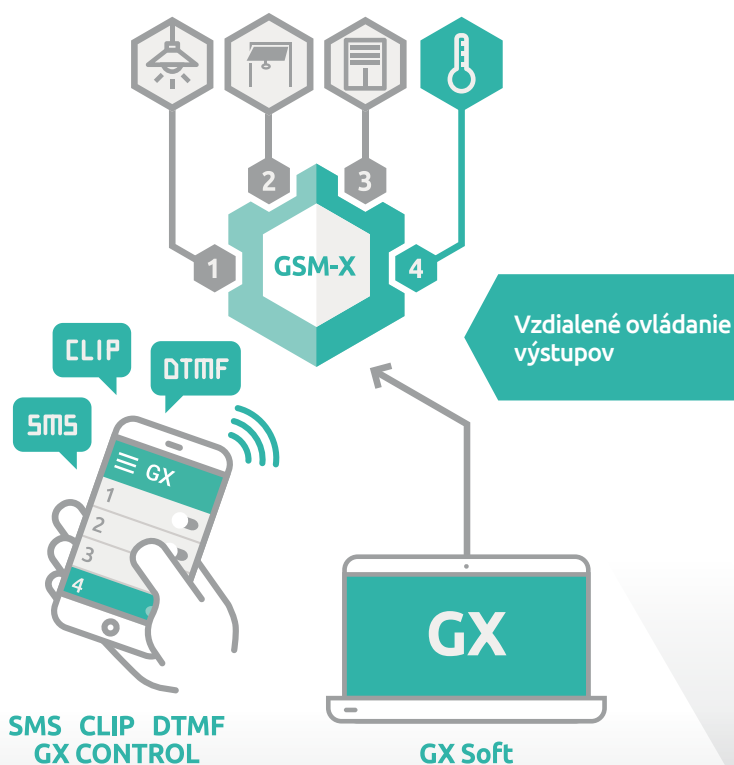 2
3
1
GSM-X
4
Vzdialené ovládanie
výstupov
CLIP
DTMF
SMS
GX
1
2
3
4
GX
SMS CLIP DTMF
GX CONTROL
GX Soft